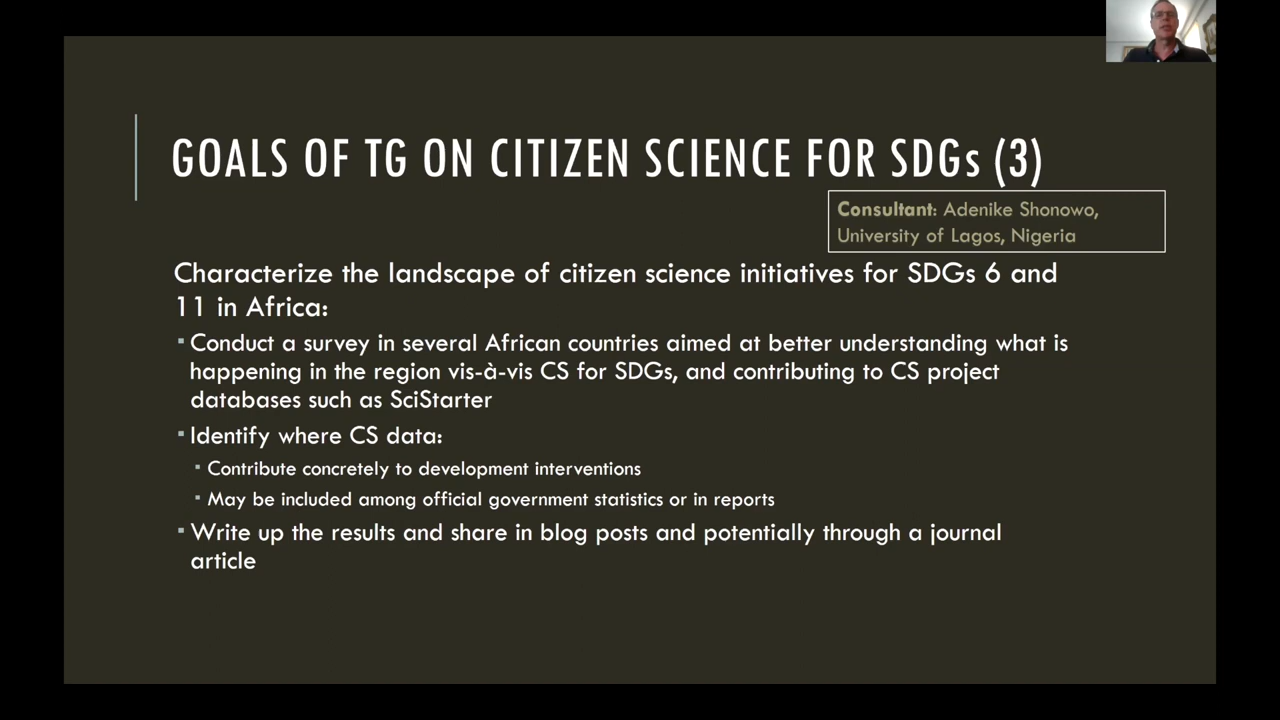 GOALS OF TG ON CITIZEN SCIENCE FOR SDGs (3)
Consultant: Adenike Shonowo,
University of Lagos, Nigeria
Characterize the landscape of citizen science initiatives for SDGs 6 and
11 in Africa:
▪ Conduct a survey in several African countries aimed at better understanding what is
happening in the region vis-à-vis CS for SDGs, and contributing to CS project
databases such as SciStarter
▪ Identify where CS data:
▪ Contribute concretely to development interventions
▪ May be included among official government statistics or in reports
▪ Write up the results and share in blog posts and potentially through a journal
article